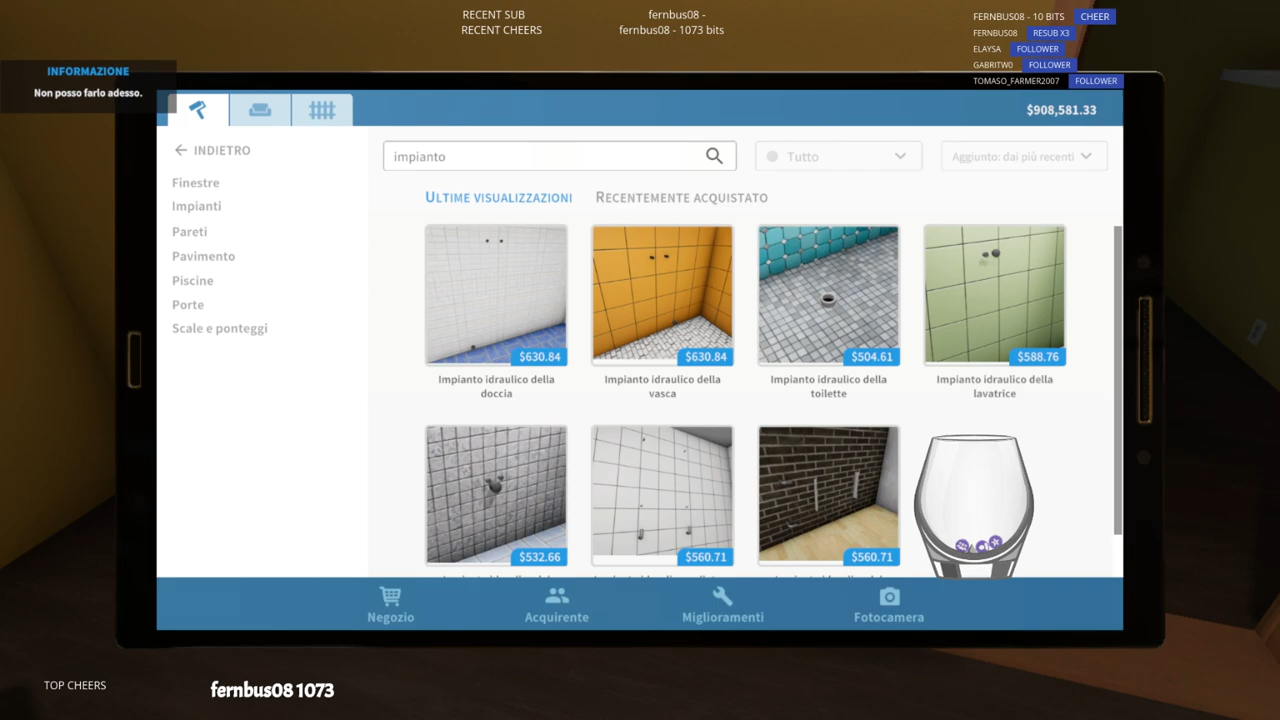 RECENT SUB
fernbus08 -
RECENT CHEERS
fernbus08 - 1073 bits
FERNBUS08 - 10 BITS CHEER
FERNBUS08 RESUB X3
ELAYSA FOLLOWER
GABRITW0 FOLLOWER
TOMASO_FARMER2007 FOLLOWER
INFORMAZIONE
Non posso farlo adesso.
$908,581.33
INDIETRO
impianto
Tutto
Aggiunto: dai più recenti
Finestre
Impianti
Pareti
Pavimento
Piscine
Porte
Scale e ponteggi
ULTIME VISUALIZZAZIONI
RECENTEMENTE ACQUISTATO
$630.84
$630.84
$504.61
$588.76
Impianto idraulico della
doccia
Impianto idraulico della
vasca
Impianto idraulico della
toilette
Impianto idraulico della
lavatrice
$532.66
$560.71
$560.71
Negozio
Acquirente
Miglioramenti
Fotocamera
TOP CHEERS
fernbus08 1073